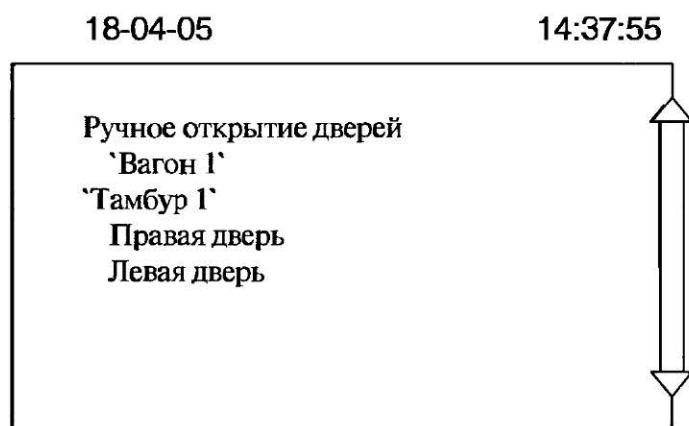 18-04-05 14:37:55
Ручное открытие дверей
`Вагон 1`
`Тамбур 1`
Правая дверь
Левая дверь